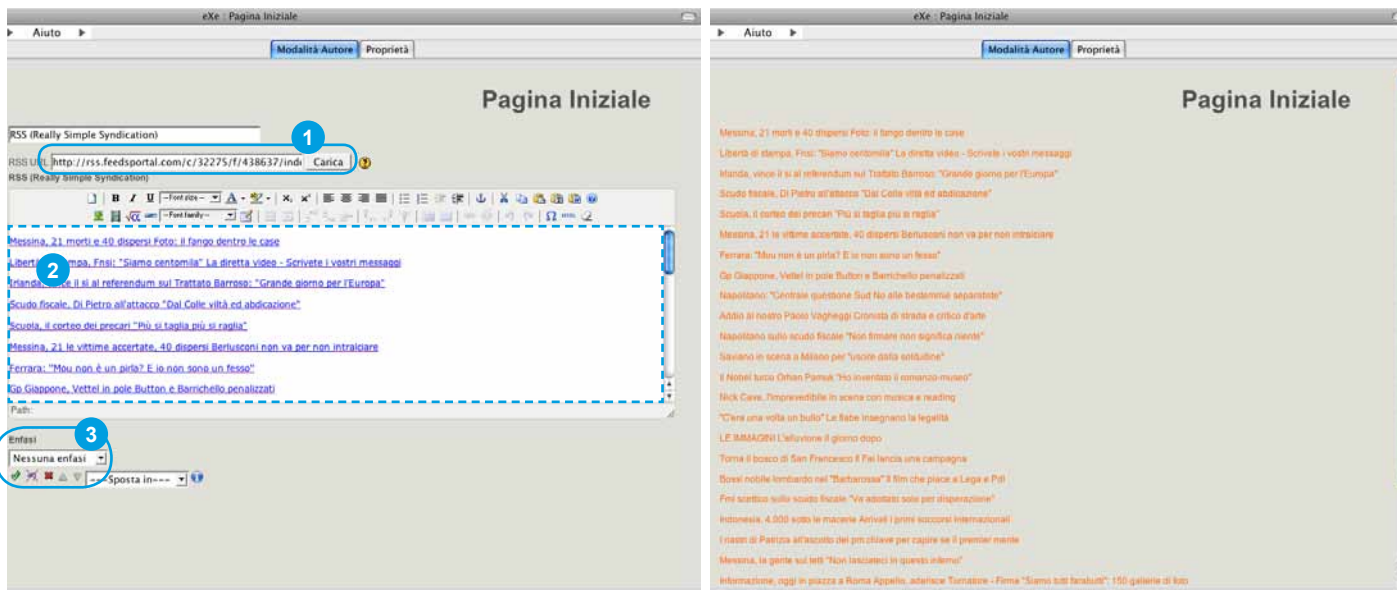 eXe : Pagina Iniziale
Aiuto
Modalità Autore Proprietà
Pagina Iniziale
RSS (Really Simple Syndication)
1
RSS URL http://rss.feedsportal.com/c/32275/f/438637/ind Carica
RSS (Really Simple Syndication)
B I U --Font size-- A
--Font family-- Ω
Messina, 21 morti e 40 dispersi Foto: il fango dentro le case
2
Libertà stampa, Fnsi: "Siamo centomila" La diretta video - Scrivete i vostri messaggi
Irlanda, vince il sì al referendum sul Trattato Barroso: "Grande giorno per l'Europa"
Scudo fiscale, Di Pietro all'attacco "Dal Colle viltà ed abdicazione"
Scuola, il corteo dei precari "Più si taglia più si raglia"
Messina, 21 le vittime accertate, 40 dispersi Berlusconi non va per non intralciare
Ferrara: "Mou non è un pirla? E io non sono un fesso"
Gp Giappone, Vettel in pole Button e Barrichello penalizzati
Path:
Enfasi
3
Nessuna enfasi
---Sposta in---
eXe : Pagina Iniziale
Aiuto
Modalità Autore Proprietà
Pagina Iniziale
Messina, 21 morti e 40 dispersi Foto: il fango dentro le case
Libertà di stampa, Fnsi: "Siamo centomila" La diretta video - Scrivete i vostri messaggi
Irlanda, vince il sì al referendum sul Trattato Barroso: "Grande giorno per l'Europa"
Scudo fiscale, Di Pietro all'attacco "Dal Colle viltà ed abdicazione"
Scuola, il corteo dei precari "Più si taglia più si raglia"
Messina, 21 le vittime accertate, 40 dispersi Berlusconi non va per non intralciare
Ferrara: "Mou non è un pirla? E io non sono un fesso"
Gp Giappone, Vettel in pole Button e Barrichello penalizzati
Napolitano: "Centrale questione Sud No alle bestemmie separatiste"
Addio al nostro Paolo Vagheggi Cronista di strada e critico d'arte
Napolitano sullo scudo fiscale "Non firmare non significa niente"
Saviano in scena a Milano per "uscire dalla solitudine"
Il Nobel turco Orhan Pamuk "Ho inventato il romanzo-museo"
Nick Cave, l'imprevedibile in scena con musica e reading
"C'era una volta un bullo" Le fiabe insegnano la legalità
LE IMMAGINI L'alluvione il giorno dopo
Torna il bosco di San Francesco Il Fai lancia una campagna
Bossi nobile lombardo nel "Barbarossa" Il film che piace a Lega e Pdl
Fmi scettico sullo scudo fiscale "Va adottato solo per disperazione"
Indonesia, 4.000 sotto le macerie Arrivati i primi soccorsi internazionali
I nastri di Patrizia all'ascolto dei pm chiave per capire se il premier mente
Messina, la gente sui tetti "Non lasciateci in questo inferno"
Informazione, oggi in piazza a Roma Appello, aderisce Tornatore - Firma "Siamo tutti farabutti": 150 gallerie di foto